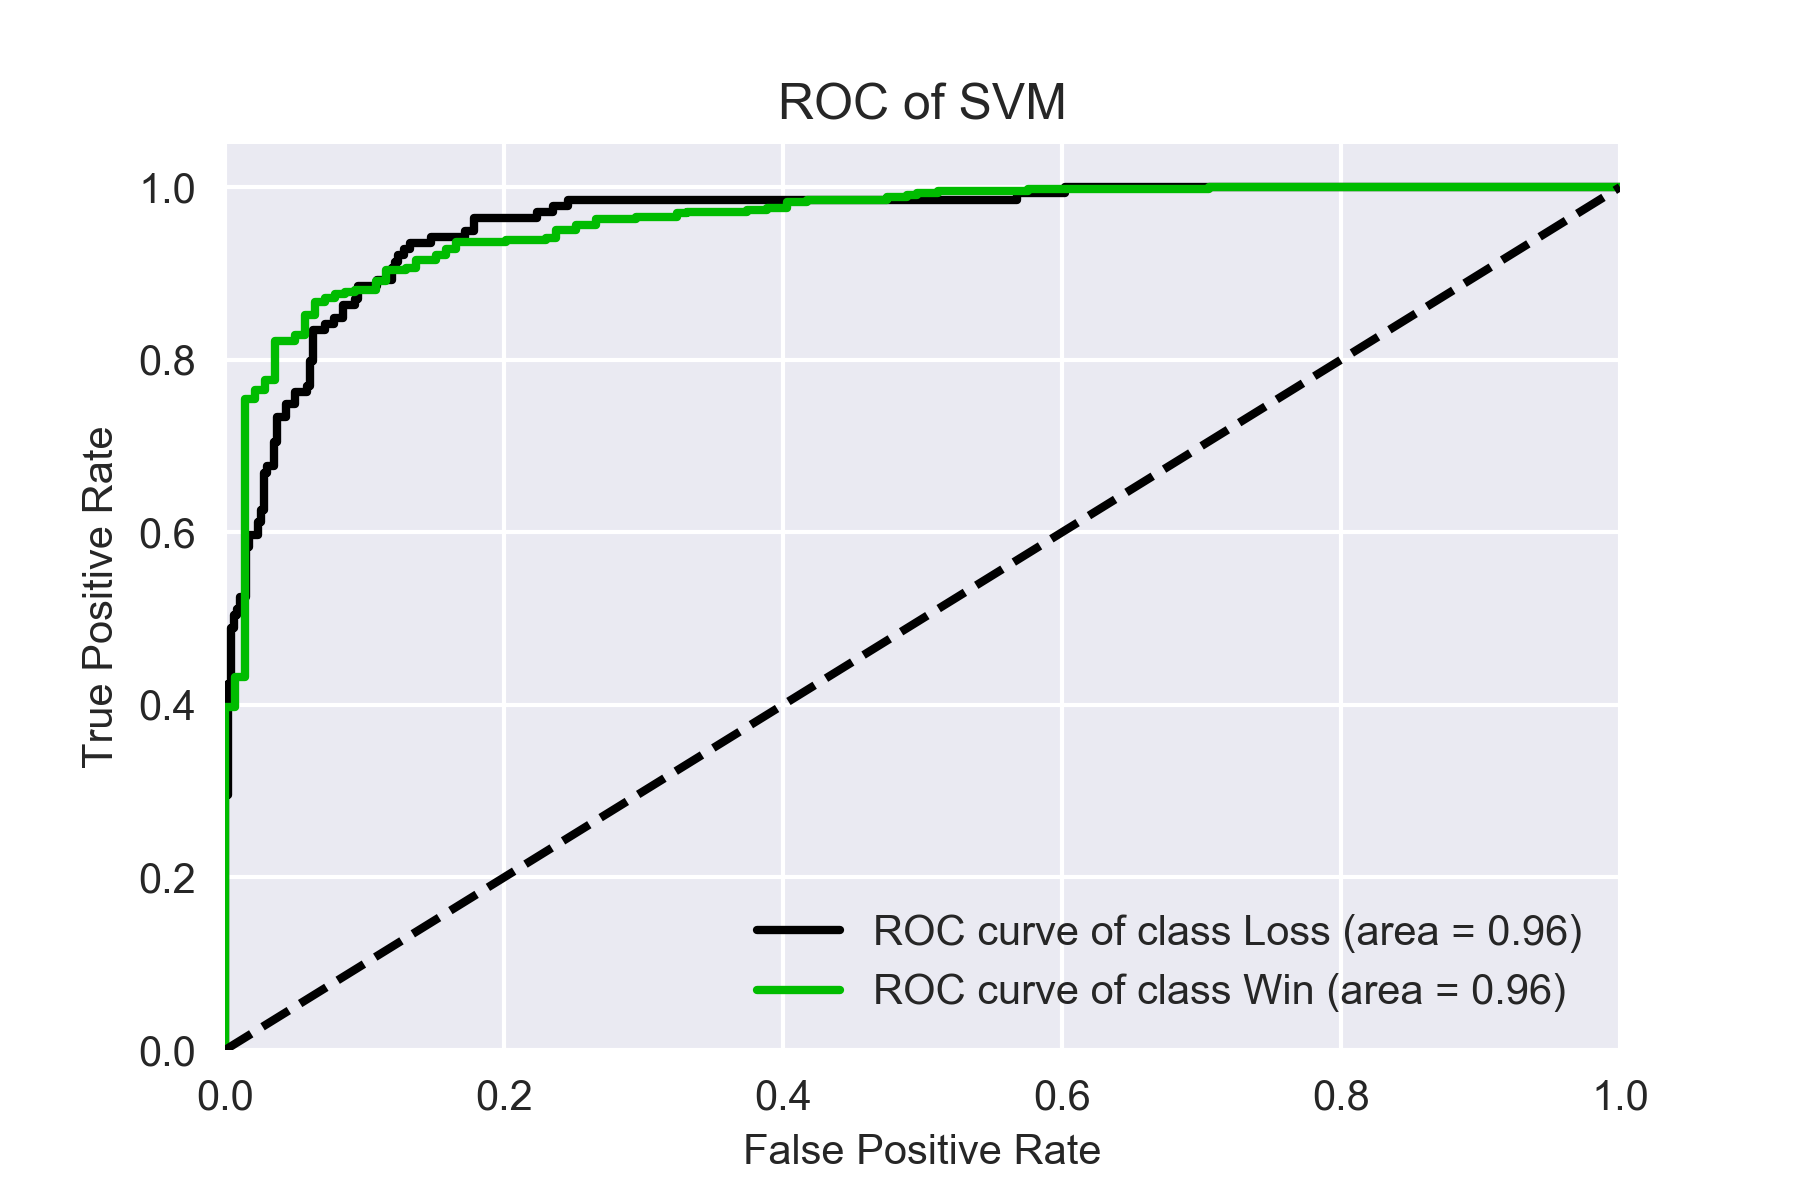 ROC of SVM
1.0
0.8
0.6
0.4
0.2
0.0
True Positive Rate
ROC curve of class Loss (area = 0.96)
ROC curve of class Win (area = 0.96)
0.0 0.2 0.4 0.6 0.8 1.0
False Positive Rate